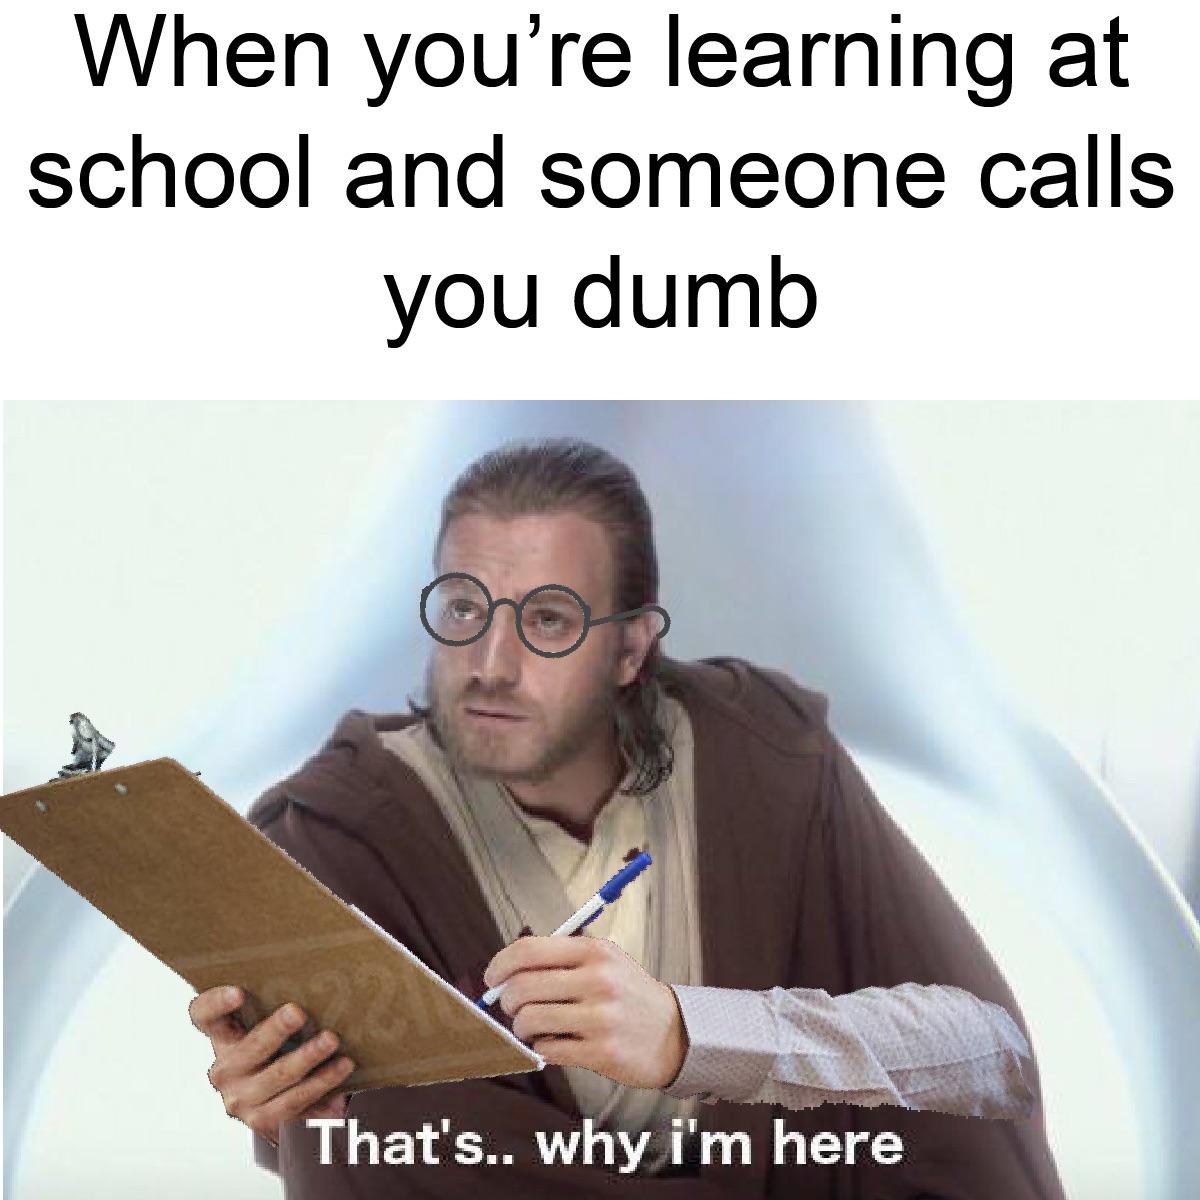 When you’re learning at
school and someone calls
you dumb
That's.. why i'm here